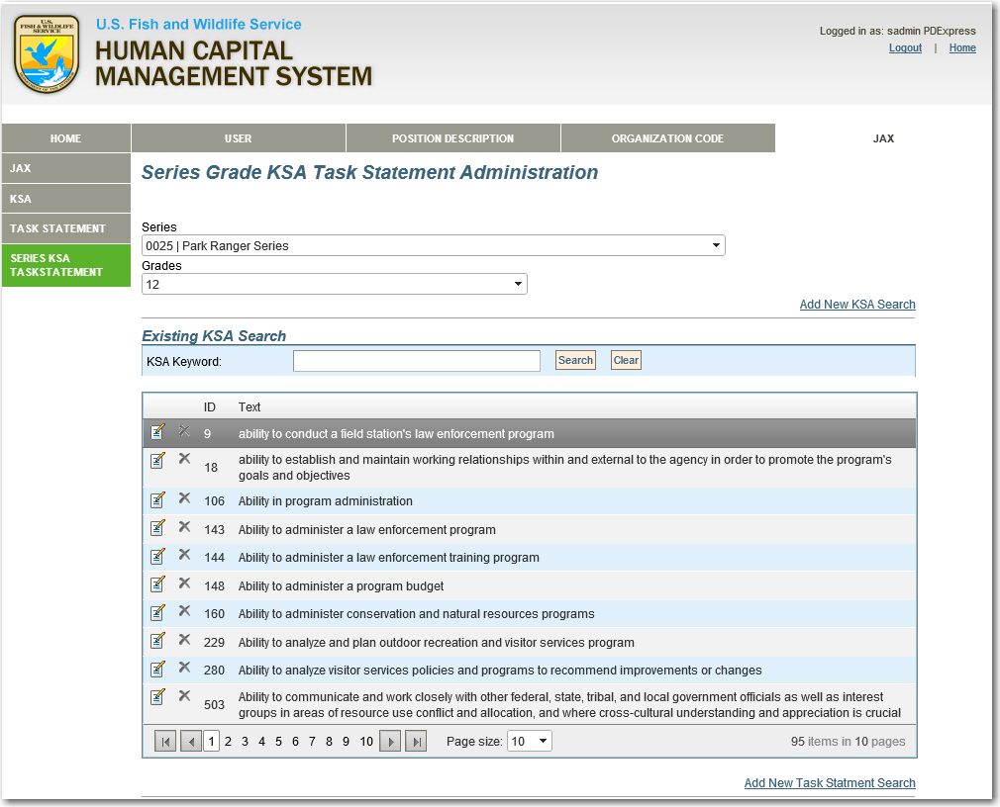 U.S.
FISH & WILDLIFE
SERVICE
U.S. Fish and Wildlife Service
HUMAN CAPITAL
MANAGEMENT SYSTEM
Logged in as: sadmin PDExpress
Logout | Home
HOME USER POSITION DESCRIPTION ORGANIZATION CODE JAX
JAX
KSA
TASK STATEMENT
SERIES KSA
TASKSTATEMENT
Series Grade KSA Task Statement Administration
Series
0025 | Park Ranger Series
Grades
12
Add New KSA Search
Existing KSA Search
KSA Keyword: Search Clear
ID Text
9 ability to conduct a field station's law enforcement program
18 ability to establish and maintain working relationships within and external to the agency in order to promote the program's
goals and objectives
106 Ability in program administration
143 Ability to administer a law enforcement program
144 Ability to administer a law enforcement training program
148 Ability to administer a program budget
160 Ability to administer conservation and natural resources programs
229 Ability to analyze and plan outdoor recreation and visitor services program
280 Ability to analyze visitor services policies and programs to recommend improvements or changes
503 Ability to communicate and work closely with other federal, state, tribal, and local government officials as well as interest
groups in areas of resource use conflict and allocation, and where cross-cultural understanding and appreciation is crucial
1 2 3 4 5 6 7 8 9 10 Page size: 10 95 items in 10 pages
Add New Task Statment Search